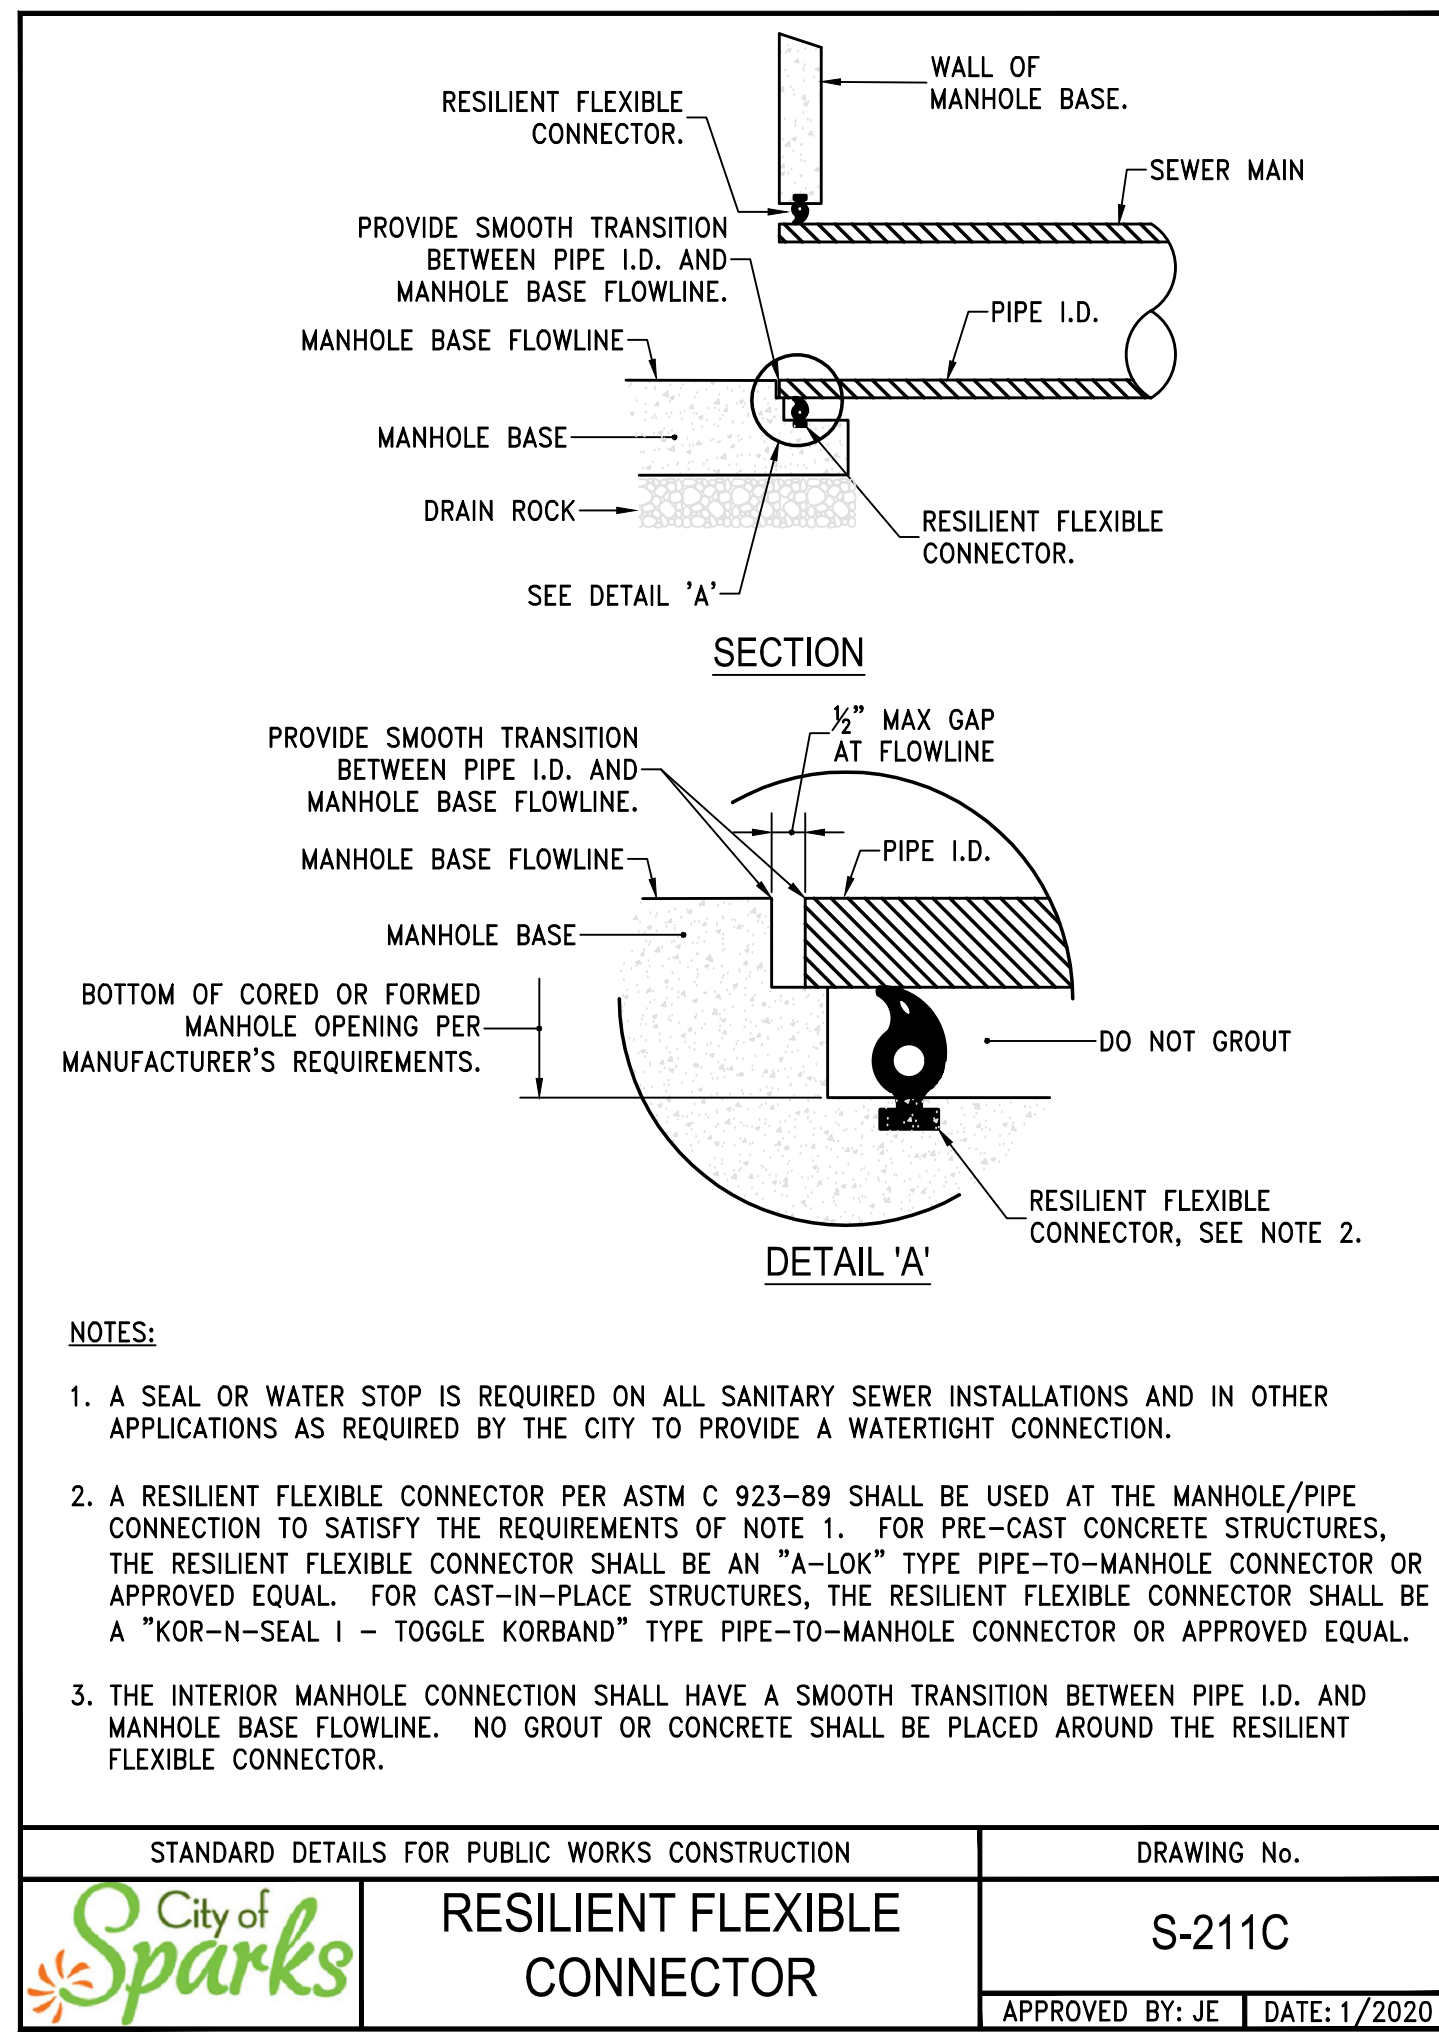 WALL OF
MANHOLE BASE.
RESILIENT FLEXIBLE
CONNECTOR.
SEWER MAIN
PROVIDE SMOOTH TRANSITION
BETWEEN PIPE I.D. AND
MANHOLE BASE FLOWLINE.
PIPE I.D.
MANHOLE BASE FLOWLINE
MANHOLE BASE
DRAIN ROCK
RESILIENT FLEXIBLE
CONNECTOR.
SEE DETAIL 'A'
SECTION
½" MAX GAP
AT FLOWLINE
PROVIDE SMOOTH TRANSITION
BETWEEN PIPE I.D. AND
MANHOLE BASE FLOWLINE.
MANHOLE BASE FLOWLINE
PIPE I.D.
MANHOLE BASE
BOTTOM OF CORED OR FORMED
MANHOLE OPENING PER
MANUFACTURER'S REQUIREMENTS.
DO NOT GROUT
RESILIENT FLEXIBLE
CONNECTOR, SEE NOTE 2.
DETAIL 'A'
NOTES:
1. A SEAL OR WATER STOP IS REQUIRED ON ALL SANITARY SEWER INSTALLATIONS AND IN OTHER
APPLICATIONS AS REQUIRED BY THE CITY TO PROVIDE A WATERTIGHT CONNECTION.
2. A RESILIENT FLEXIBLE CONNECTOR PER ASTM C 923-89 SHALL BE USED AT THE MANHOLE/PIPE
CONNECTION TO SATISFY THE REQUIREMENTS OF NOTE 1. FOR PRE-CAST CONCRETE STRUCTURES,
THE RESILIENT FLEXIBLE CONNECTOR SHALL BE AN "A-LOK" TYPE PIPE-TO-MANHOLE CONNECTOR OR
APPROVED EQUAL. FOR CAST-IN-PLACE STRUCTURES, THE RESILIENT FLEXIBLE CONNECTOR SHALL BE
A "KOR-N-SEAL I - TOGGLE KORBAND" TYPE PIPE-TO-MANHOLE CONNECTOR OR APPROVED EQUAL.
3. THE INTERIOR MANHOLE CONNECTION SHALL HAVE A SMOOTH TRANSITION BETWEEN PIPE I.D. AND
MANHOLE BASE FLOWLINE. NO GROUT OR CONCRETE SHALL BE PLACED AROUND THE RESILIENT
FLEXIBLE CONNECTOR.
STANDARD DETAILS FOR PUBLIC WORKS CONSTRUCTION
DRAWING No.
City of
Sparks
RESILIENT FLEXIBLE
CONNECTOR
S-211C
APPROVED BY: JE
DATE: 1/2020